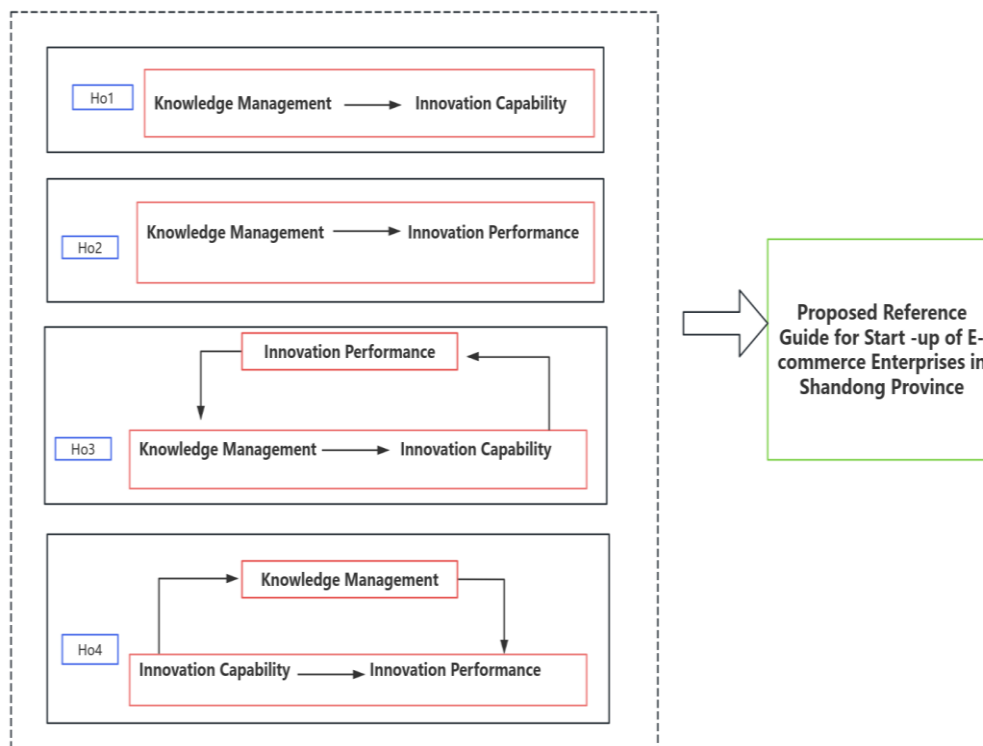 Ho1
Knowledge Management
Innovation Capability
Ho2
Knowledge Management
Innovation Performance
Innovation Performance
Ho3
Knowledge Management
Innovation Capability
Knowledge Management
Ho4
Innovation Capability
Innovation Performance
Proposed Reference
Guide for Start -up of E-
commerce Enterprises in
Shandong Province